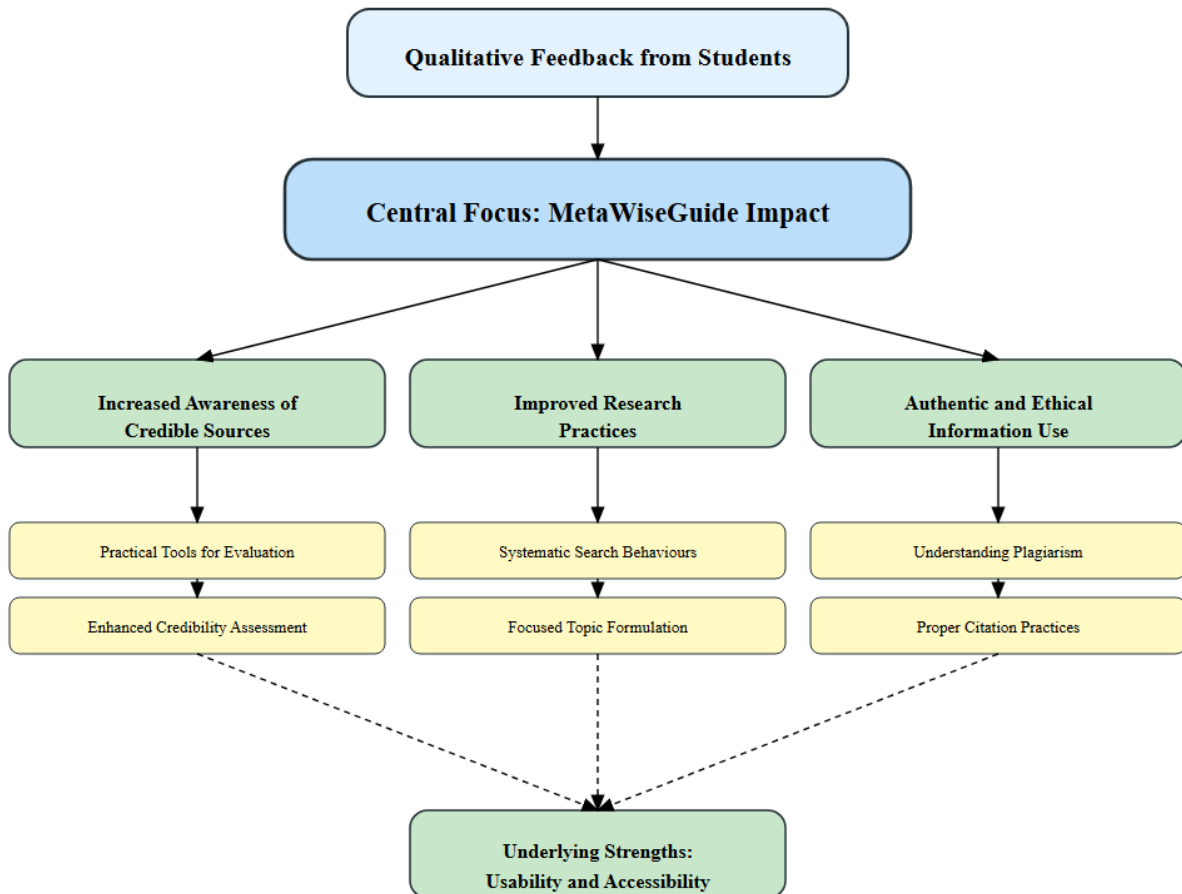 Qualitative Feedback from Students
Central Focus: MetaWiseGuide Impact
Increased Awareness of
Credible Sources
Improved Research
Practices
Authentic and Ethical
Information Use
Practical Tools for Evaluation
Systematic Search Behaviours
Understanding Plagiarism
Enhanced Credibility Assessment
Focused Topic Formulation
Proper Citation Practices
Underlying Strengths:
Usability and Accessibility